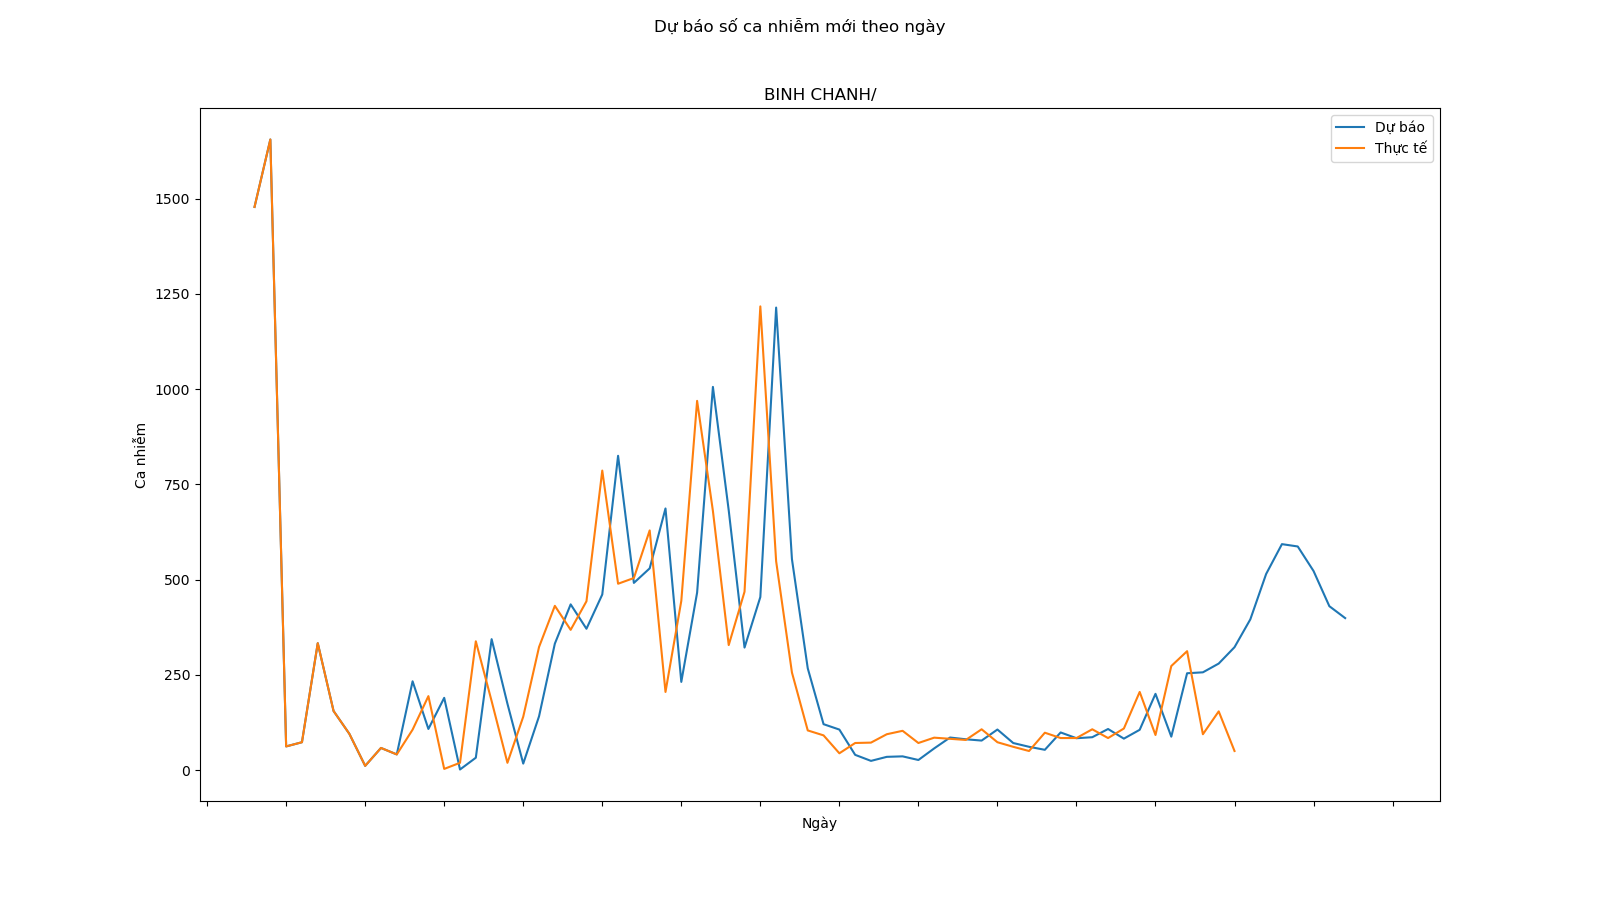 Dự báo số ca nhiễm mới theo ngày
BINH CHANH/
Dự báo
Thực tế
1500
1250
1000
750
500
250
0
Ca nhiễm
Ngày